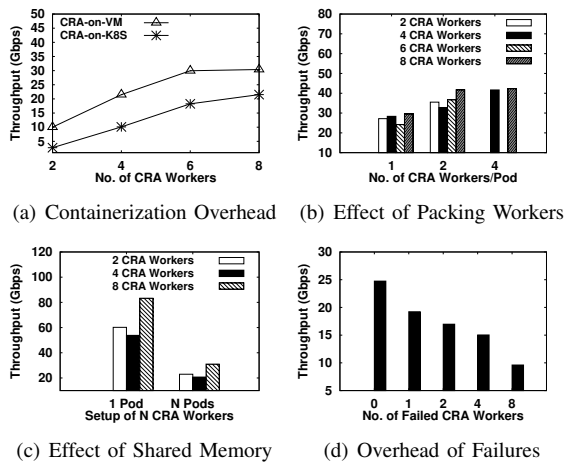 CRA-on-VM
CRA-on-K8S
Throughput (Gbps)
50
45
40
35
30
25
20
15
10
5
2 4 6 8
No. of CRA Workers
(a) Containerization Overhead
2 CRA Workers
4 CRA Workers
6 CRA Workers
8 CRA Workers
Throughput (Gbps)
80
70
60
50
40
30
20
10
1 2 4
No. of CRA Workers/Pod
(b) Effect of Packing Workers
2 CRA Workers
4 CRA Workers
8 CRA Workers
Throughput (Gbps)
120
100
80
60
40
20
1 Pod N Pods
Setup of N CRA Workers
(c) Effect of Shared Memory
Throughput (Gbps)
30
25
20
15
10
5
0 1 2 4 8
No. of Failed CRA Workers
(d) Overhead of Failures